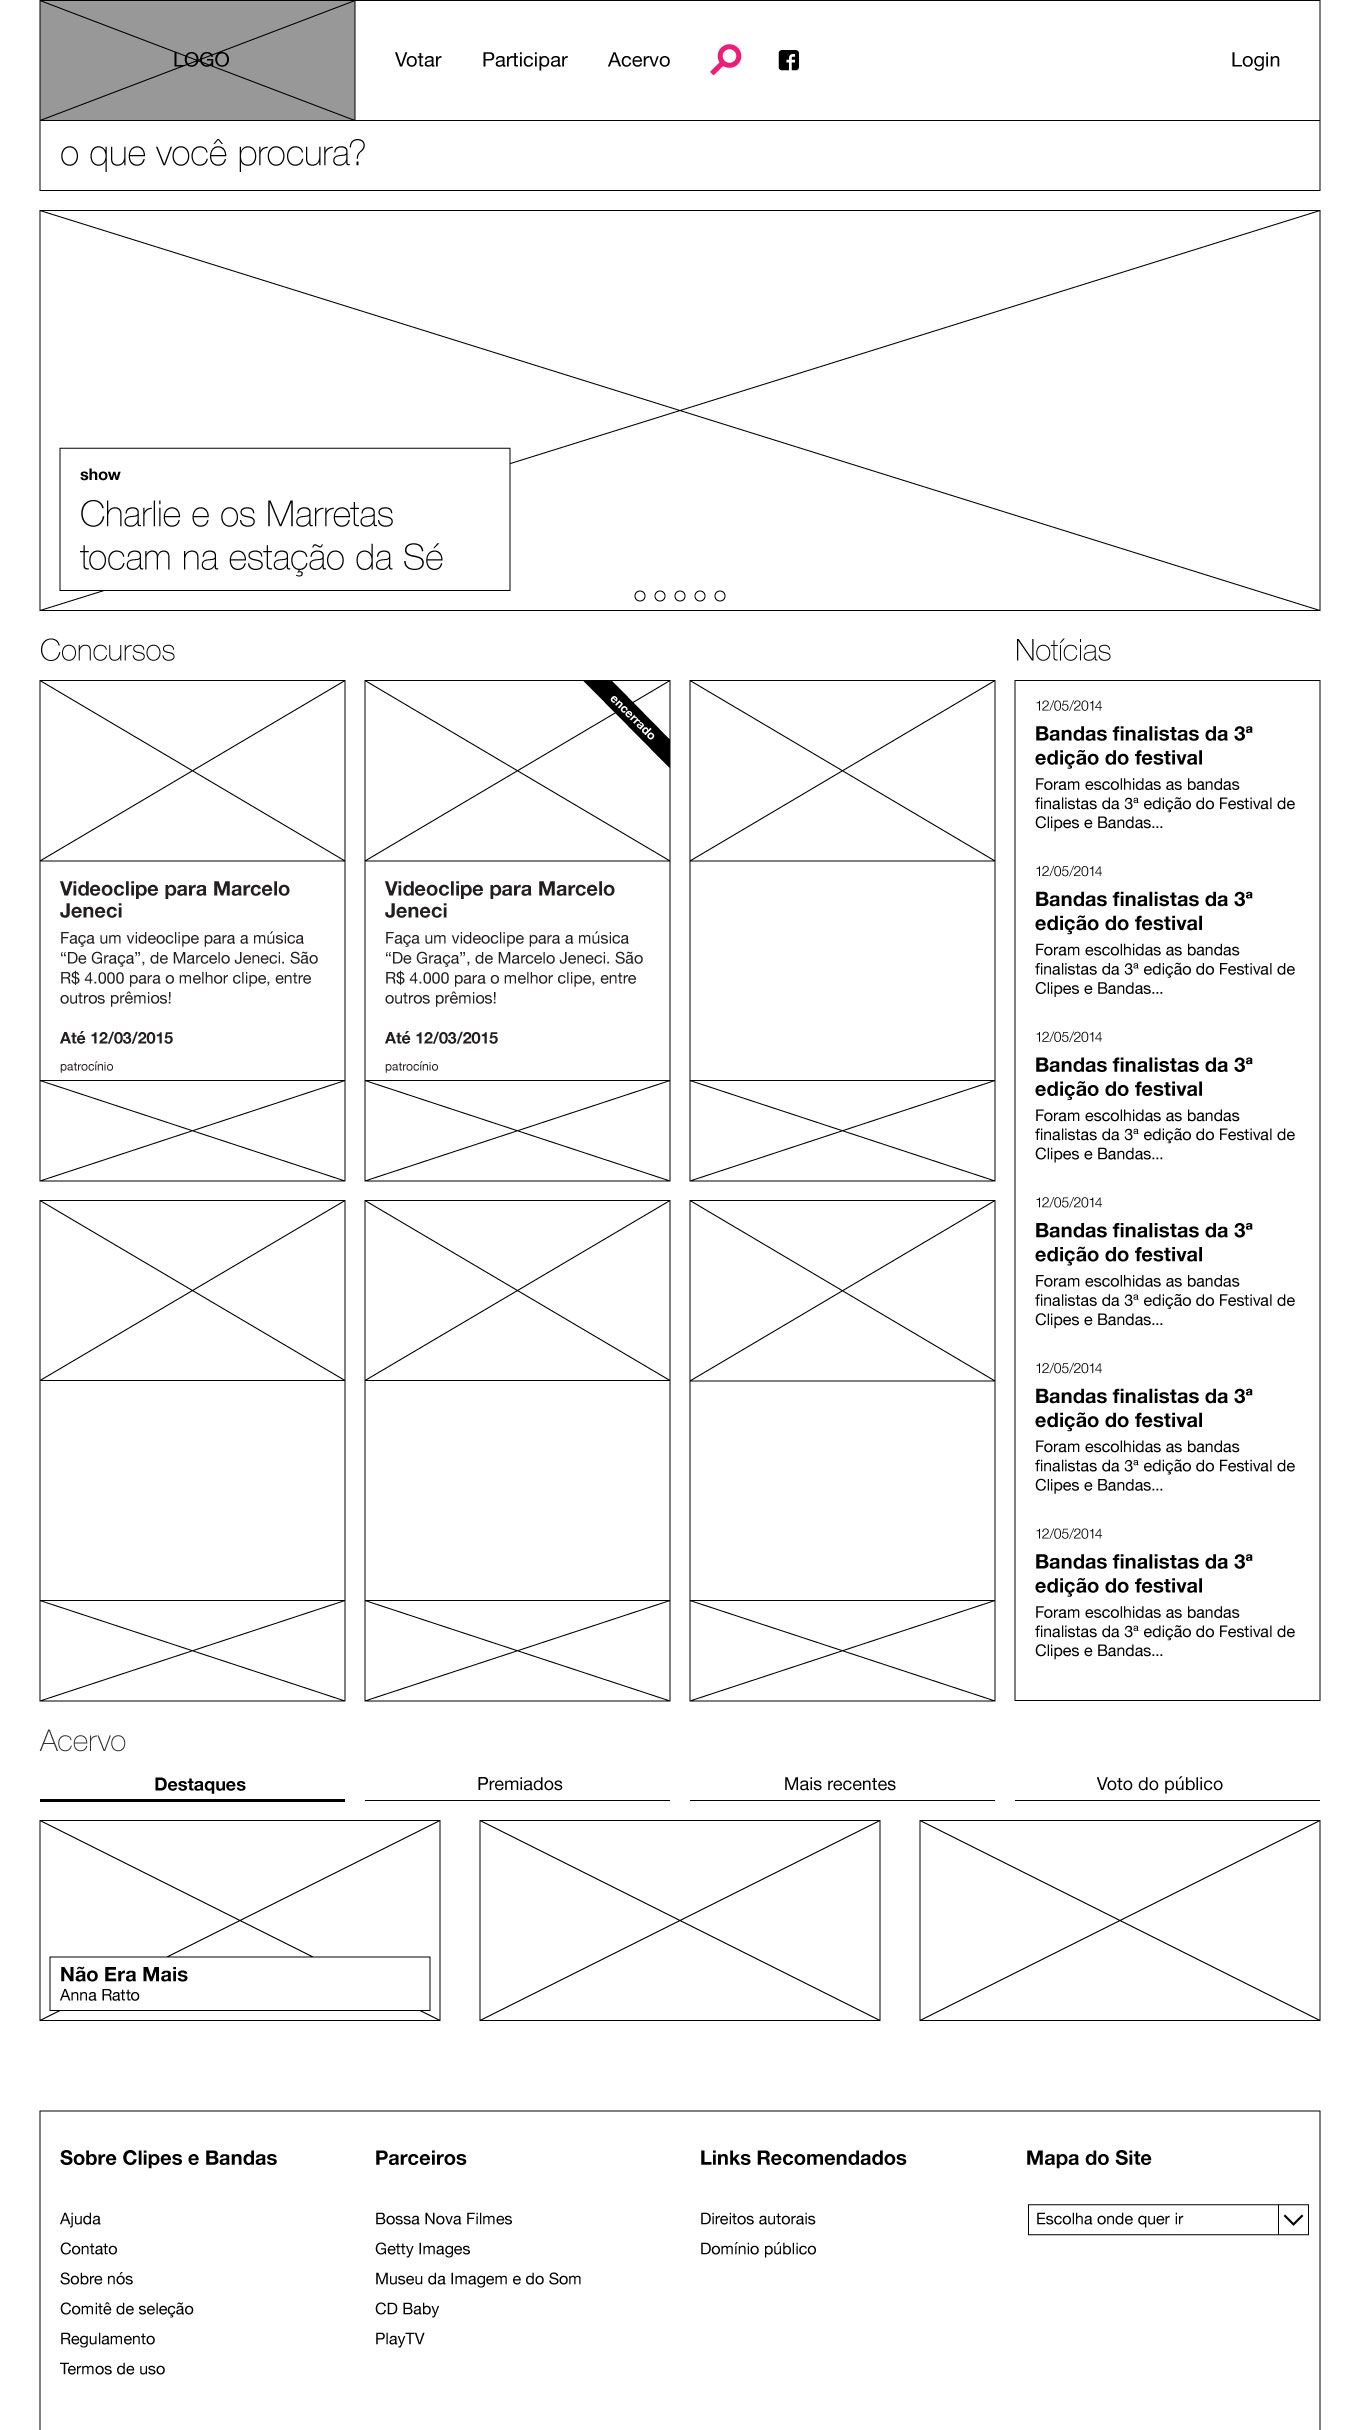 LOGO
Votar
Participar
Acervo
Login
o que você procura?
show
Charlie e os Marretas
tocam na estação da Sé
Concursos
encerrado
Videoclipe para Marcelo
Jeneci
Faça um videoclipe para a música
“De Graça”, de Marcelo Jeneci. São
R$ 4.000 para o melhor clipe, entre
outros prêmios!
Até 12/03/2015
patrocínio
Videoclipe para Marcelo
Jeneci
Faça um videoclipe para a música
“De Graça”, de Marcelo Jeneci. São
R$ 4.000 para o melhor clipe, entre
outros prêmios!
Até 12/03/2015
patrocínio
Notícias
12/05/2014
Bandas finalistas da 3ª
edição do festival
Foram escolhidas as bandas
finalistas da 3ª edição do Festival de
Clipes e Bandas...
12/05/2014
Bandas finalistas da 3ª
edição do festival
Foram escolhidas as bandas
finalistas da 3ª edição do Festival de
Clipes e Bandas...
12/05/2014
Bandas finalistas da 3ª
edição do festival
Foram escolhidas as bandas
finalistas da 3ª edição do Festival de
Clipes e Bandas...
12/05/2014
Bandas finalistas da 3ª
edição do festival
Foram escolhidas as bandas
finalistas da 3ª edição do Festival de
Clipes e Bandas...
12/05/2014
Bandas finalistas da 3ª
edição do festival
Foram escolhidas as bandas
finalistas da 3ª edição do Festival de
Clipes e Bandas...
12/05/2014
Bandas finalistas da 3ª
edição do festival
Foram escolhidas as bandas
finalistas da 3ª edição do Festival de
Clipes e Bandas...
Acervo
Destaques
Premiados
Mais recentes
Voto do público
Não Era Mais
Anna Ratto
Sobre Clipes e Bandas
Ajuda
Contato
Sobre nós
Comitê de seleção
Regulamento
Termos de uso
Parceiros
Bossa Nova Filmes
Getty Images
Museu da Imagem e do Som
CD Baby
PlayTV
Links Recomendados
Direitos autorais
Domínio público
Mapa do Site
Escolha onde quer ir